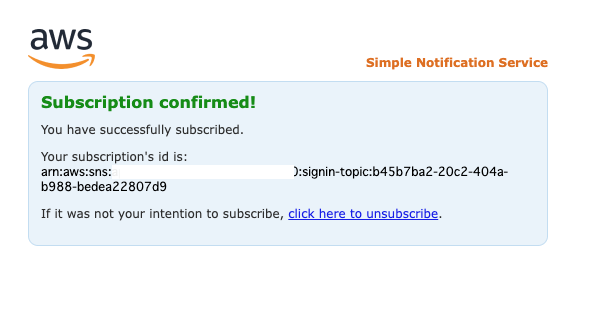 aws
Simple Notification Service
Subscription confirmed!
You have successfully subscribed.
Your subscription's id is:
arn:aws:sns: 0:signin-topic:b45b7ba2-20c2-404a-
b988-bedea22807d9
If it was not your intention to subscribe, click here to unsubscribe.